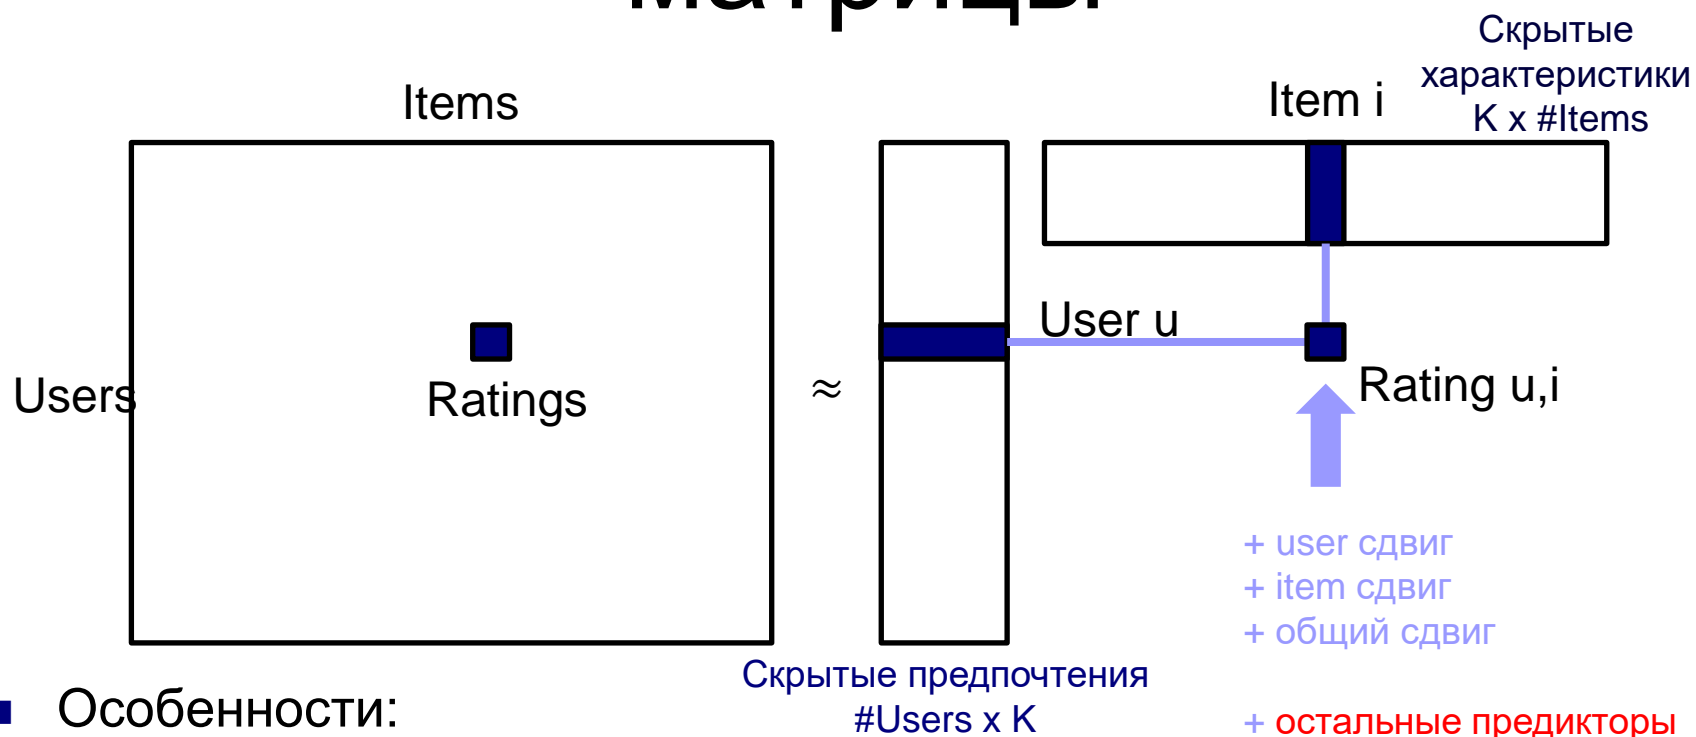 матрицы
Скрытые
характеристики
K x #Items
Items
Item i
User u
Users
Ratings
≈
Rating u,i
+ user сдвиг
+ item сдвиг
+ общий сдвиг
Скрытые предпочтения
#Users x K
Особенности:
+ остальные предикторы